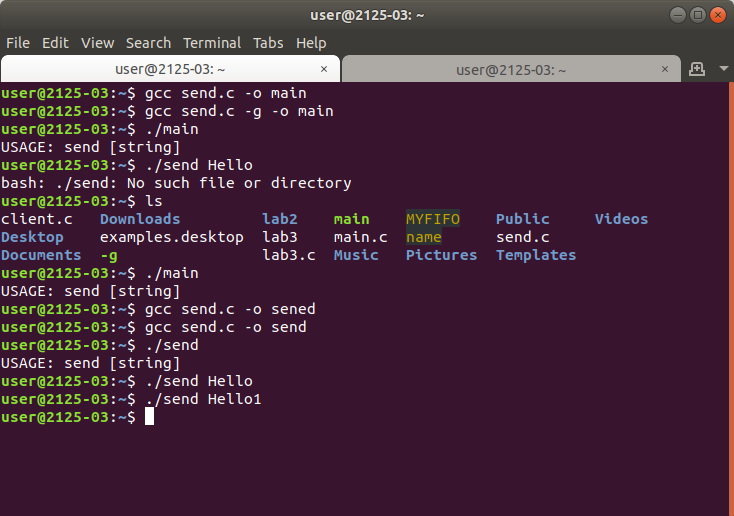 user@2125-03: ~
File Edit View Search Terminal Tabs Help
user@2125-03: ~ × user@2125-03: ~ ×
user@2125-03:~$ gcc send.c -o main
user@2125-03:~$ gcc send.c -g -o main
user@2125-03:~$ ./main
USAGE: send [string]
user@2125-03:~$ ./send Hello
bash: ./send: No such file or directory
user@2125-03:~$ ls
client.c Downloads lab2 main MYFIFO Public Videos
Desktop examples.desktop lab3 main.c name send.c
Documents -g lab3.c Music Pictures Templates
user@2125-03:~$ ./main
USAGE: send [string]
user@2125-03:~$ gcc send.c -o sened
user@2125-03:~$ gcc send.c -o send
user@2125-03:~$ ./send
USAGE: send [string]
user@2125-03:~$ ./send Hello
user@2125-03:~$ ./send Hello1
user@2125-03:~$